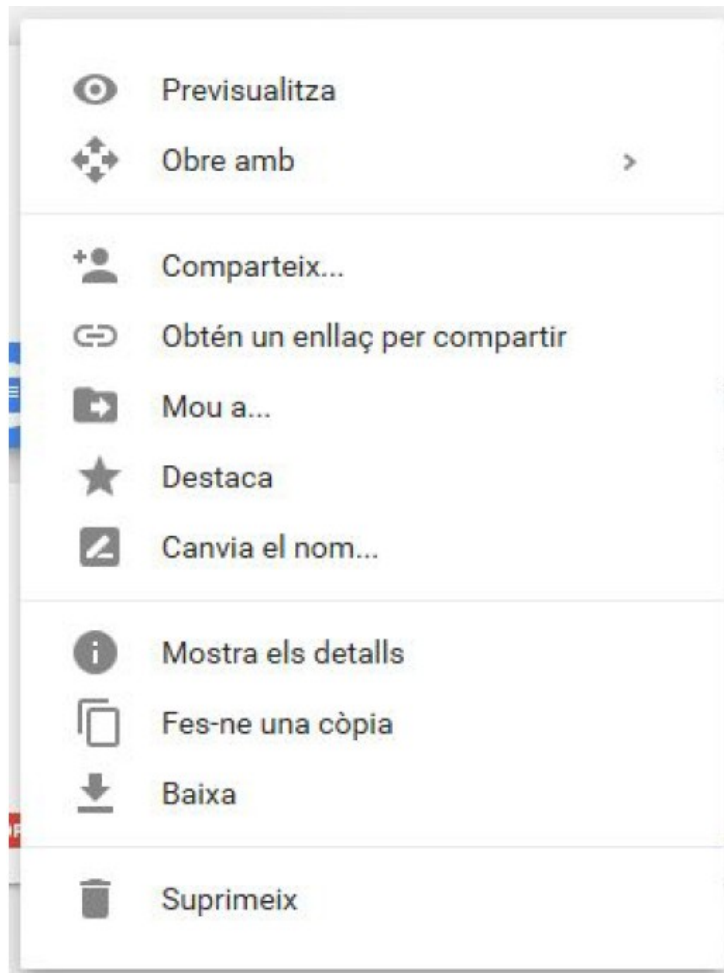 Previsualitza
Obre amb
Comparteix...
Obtén un enllaç per compartir
Mou a...
Destaca
Canvia el nom...
Mostra els detalls
Fes-ne una còpia
Baixa
Suprimeix